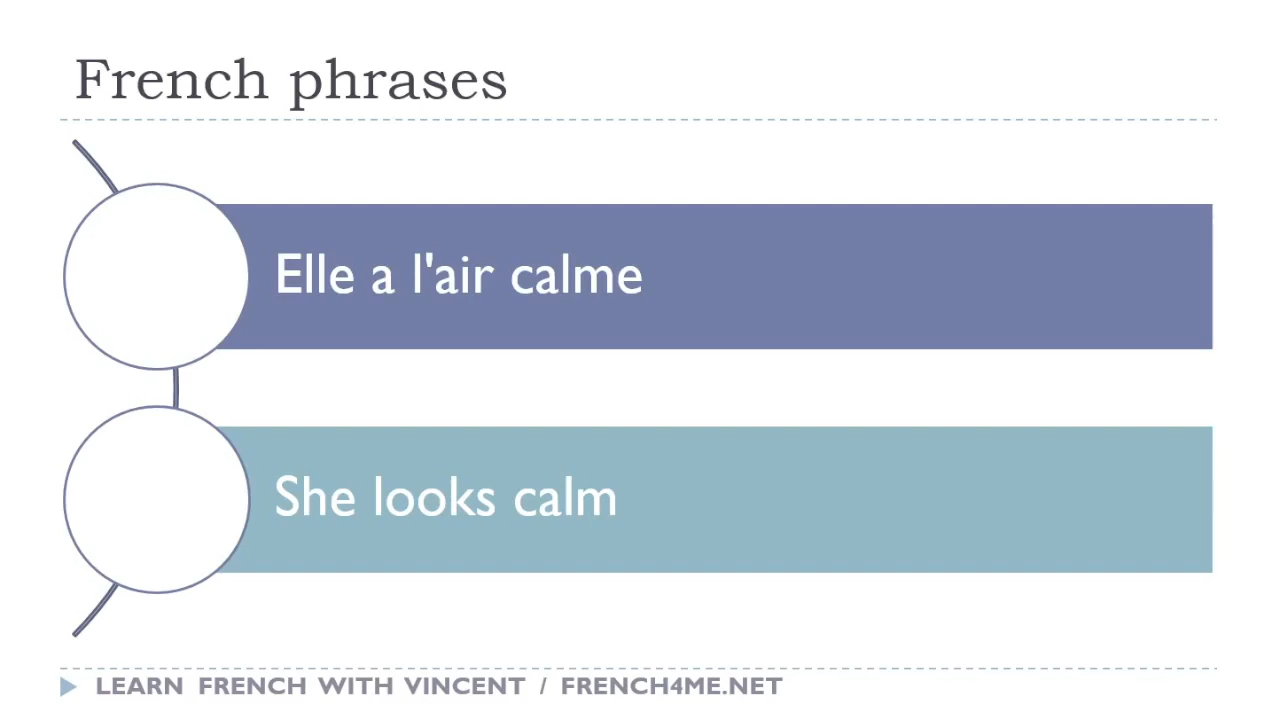 French phrases
Elle a l'air calme
She looks calm
LEARN FRENCH WITH VINCENT / FRENCH4ME.NET